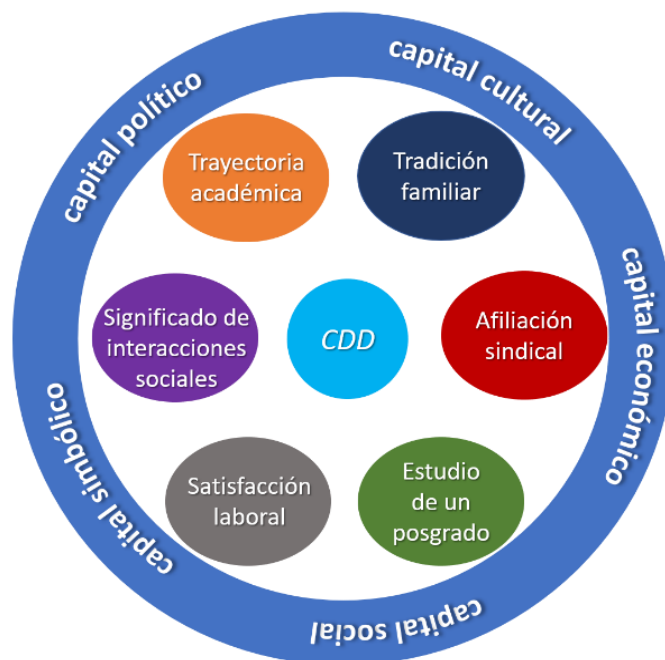 capital político
capital cultural
Trayectoria
académica
Tradición
familiar
Significado de
interacciones
sociales
CDD
Afiliación
sindical
capital económico
capital simbólico
Satisfacción
laboral
Estudio
de un
posgrado
capital social